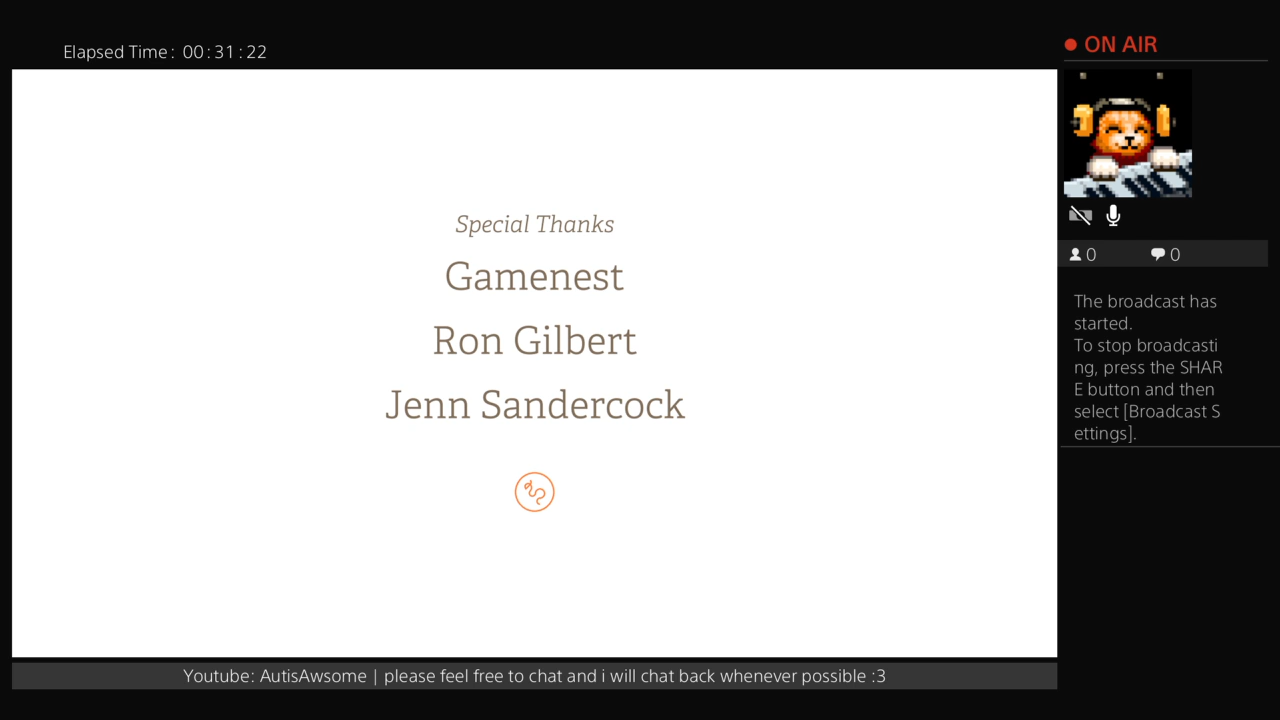 Elapsed Time: 00:31:22
ON AIR
Special Thanks
Gamenest
Ron Gilbert
Jenn Sandercock
0
0
The broadcast has
started.
To stop broadcasti
ng, press the SHAR
E button and then
select [Broadcast S
ettings].
Youtube: AutisAwsome | please feel free to chat and i will chat back whenever possible :3